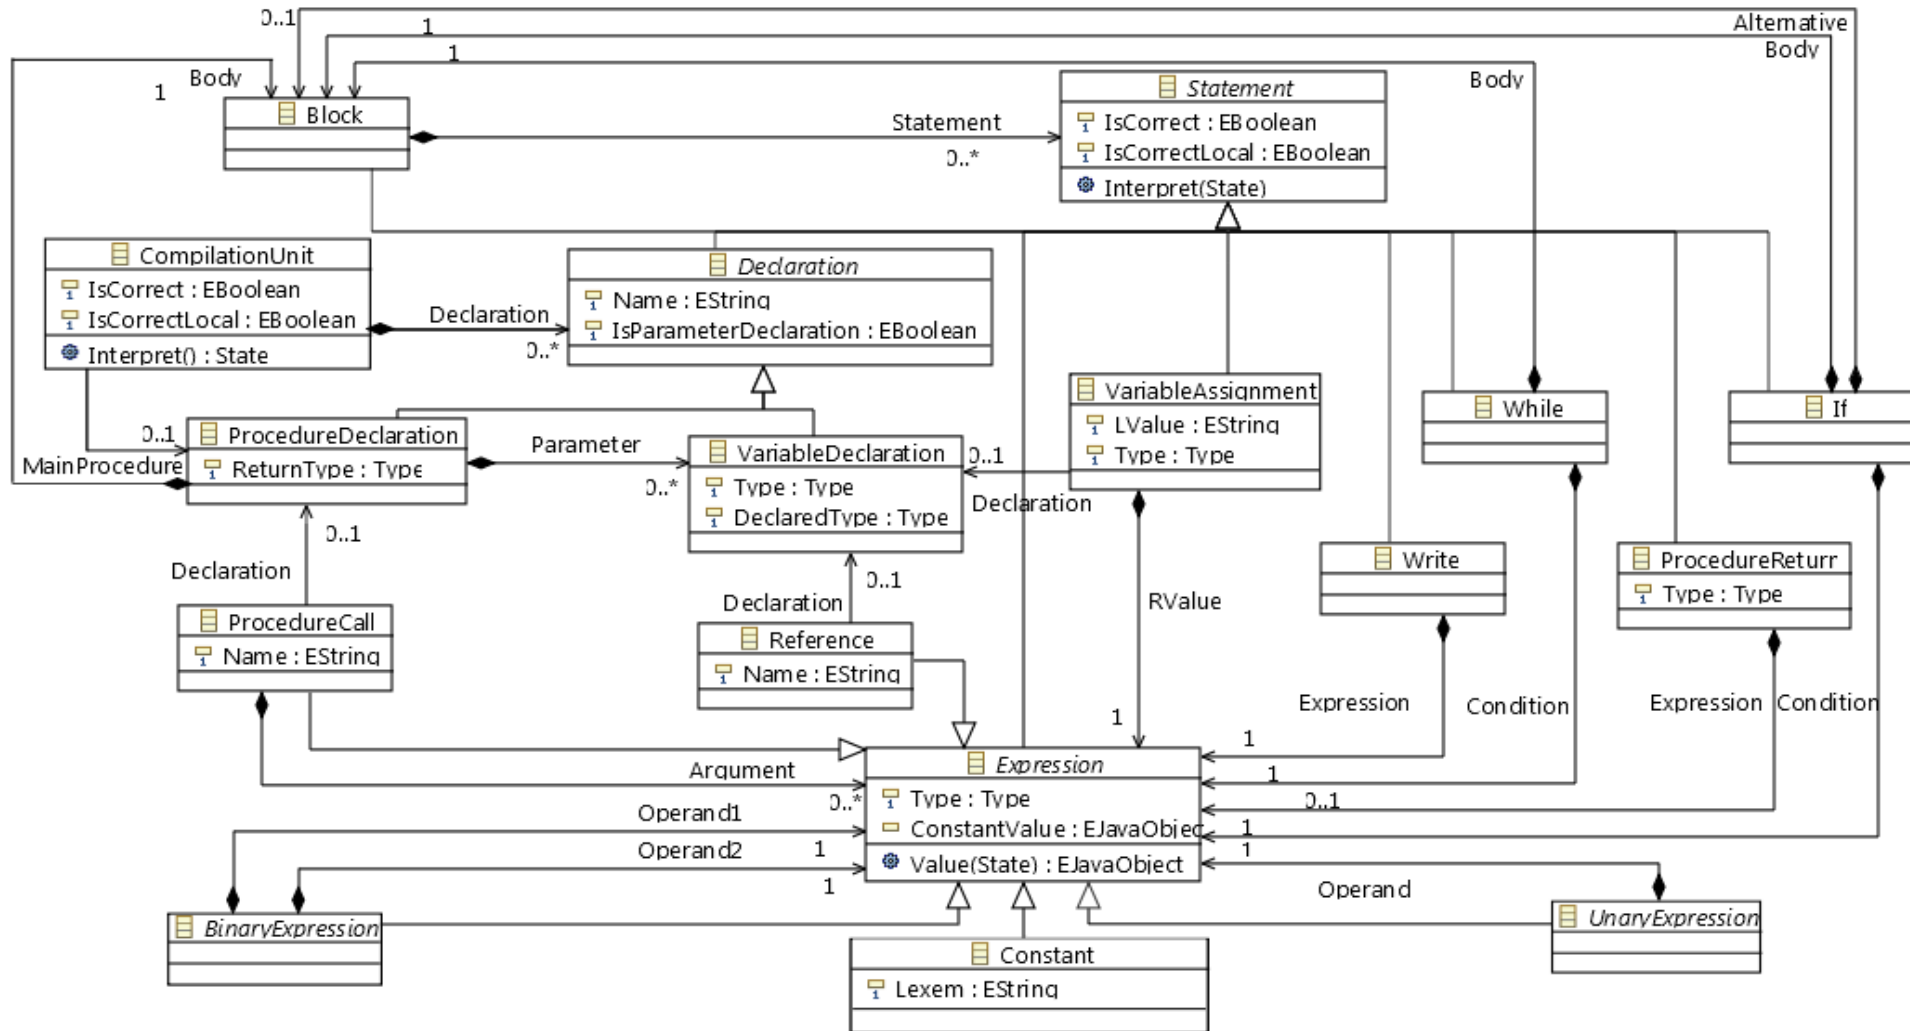 0..1
1
Alternative
1
Body
Body
Body
1
Block
Statement
0..*
Statement
IsCorrect : EBoolean
IsCorrectLocal : EBoolean
Interpret(State)
CompilationUnit
IsCorrect : EBoolean
IsCorrectLocal : EBoolean
Interpret() : State
Declaration
0..*
Declaration
Name : EString
IsParameterDeclaration : EBoolean
0..1
MainProcedure
ProcedureDeclaration
ReturnType : Type
Parameter
0..*
VariableDeclaration
Type : Type
DeclaredType : Type
0..1
Declaration
VariableAssignment
LValue : EString
Type : Type
While
If
0..1
Declaration
ProcedureCall
Name : EString
0..1
Declaration
Reference
Name : EString
RValue
1
Write
ProcedureReturn
Type : Type
Expression
1
Condition
1
Expression
0..1
Condition
1
Argument
0..*
Expression
Type : Type
ConstantValue : EJavaObjec
Value(State) : EJavaObject
Operand1
1
Operand2
1
1
Operand
BinaryExpression
UnaryExpression
Constant
Lexem : EString